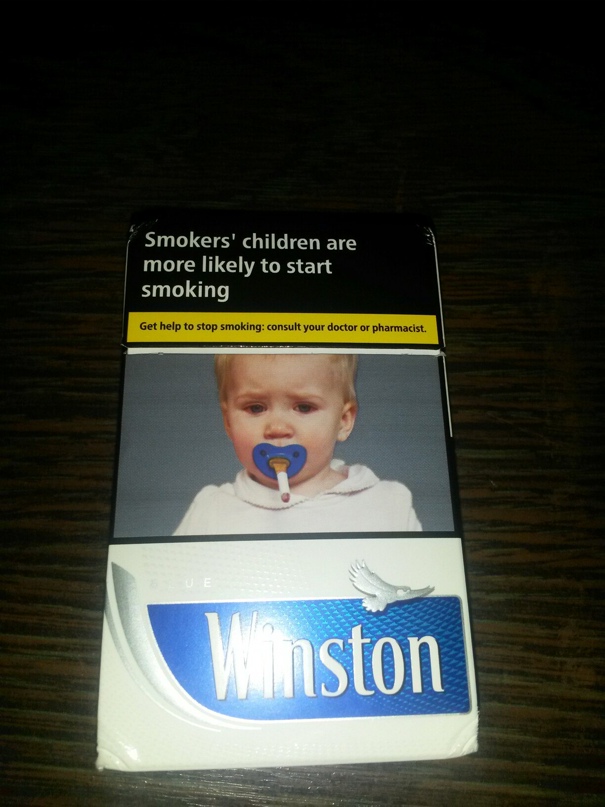 Smokers' children are
more likely to start
smoking
Get help to stop smoking: consult your doctor or pharmacist.
Winston